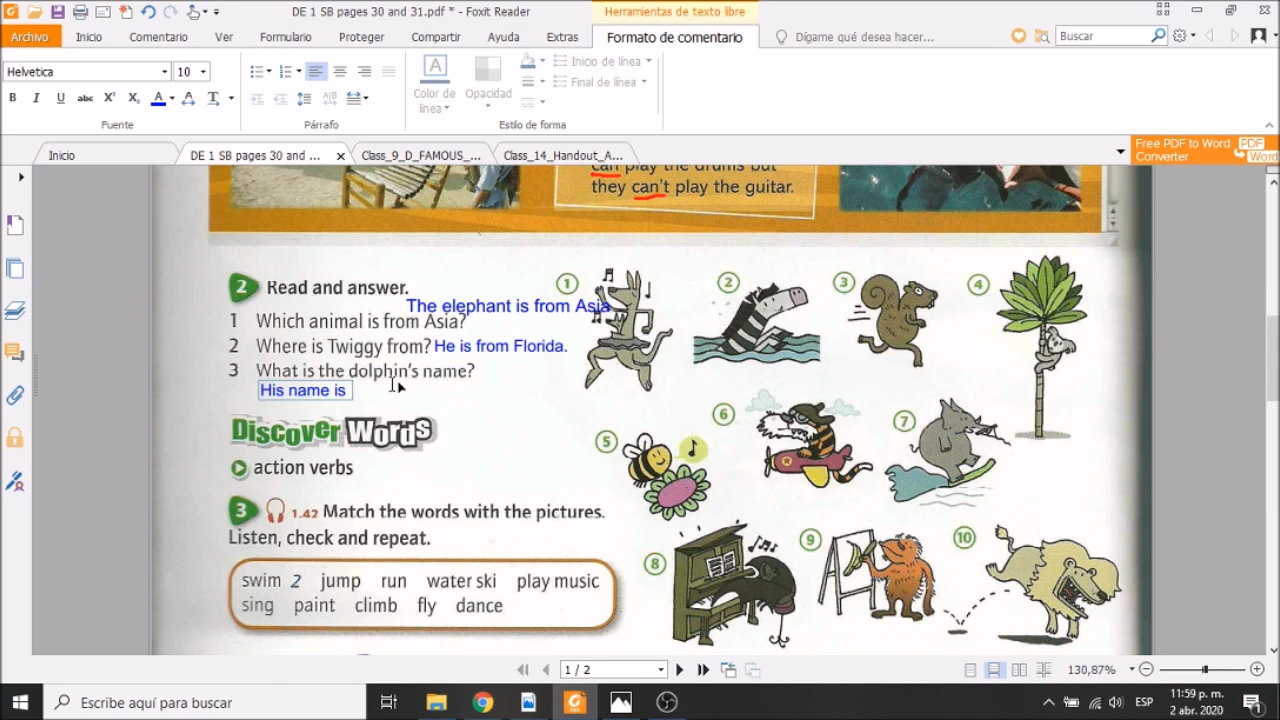 DE 1 SB pages 30 and 31.pdf * - Foxit Reader
Herramientas de texto libre
Archivo Inicio Comentario Ver Formulario Proteger Compartir Ayuda Extras Formato de comentario Dígame qué desea hacer... Buscar
Helvetica 10
Color de línea Opacidad Inicio de línea
Final de línea
Fuente Párrafo Estilo de forma
Inicio DE 1 SB pages 30 and ... Class_9_D_FAMOUS_... Class_14_Handout_A...
Free PDF to Word Converter
PDF
Word
can play the drums but
they can't play the guitar.
2 Read and answer.
The elephant is from Asia
1 Which animal is from Asia?
2 Where is Twiggy from? He is from Florida.
3 What is the dolphin's name?
His name is
Discover Words
action verbs
3 1.42 Match the words with the pictures.
Listen, check and repeat.
swim 2 jump run water ski play music
sing paint climb fly dance
1
2
3
4
5
6
7
8
9
10
1 / 2
130,87%
Escribe aquí para buscar
ESP
11:59 p. m.
2 abr. 2020
1